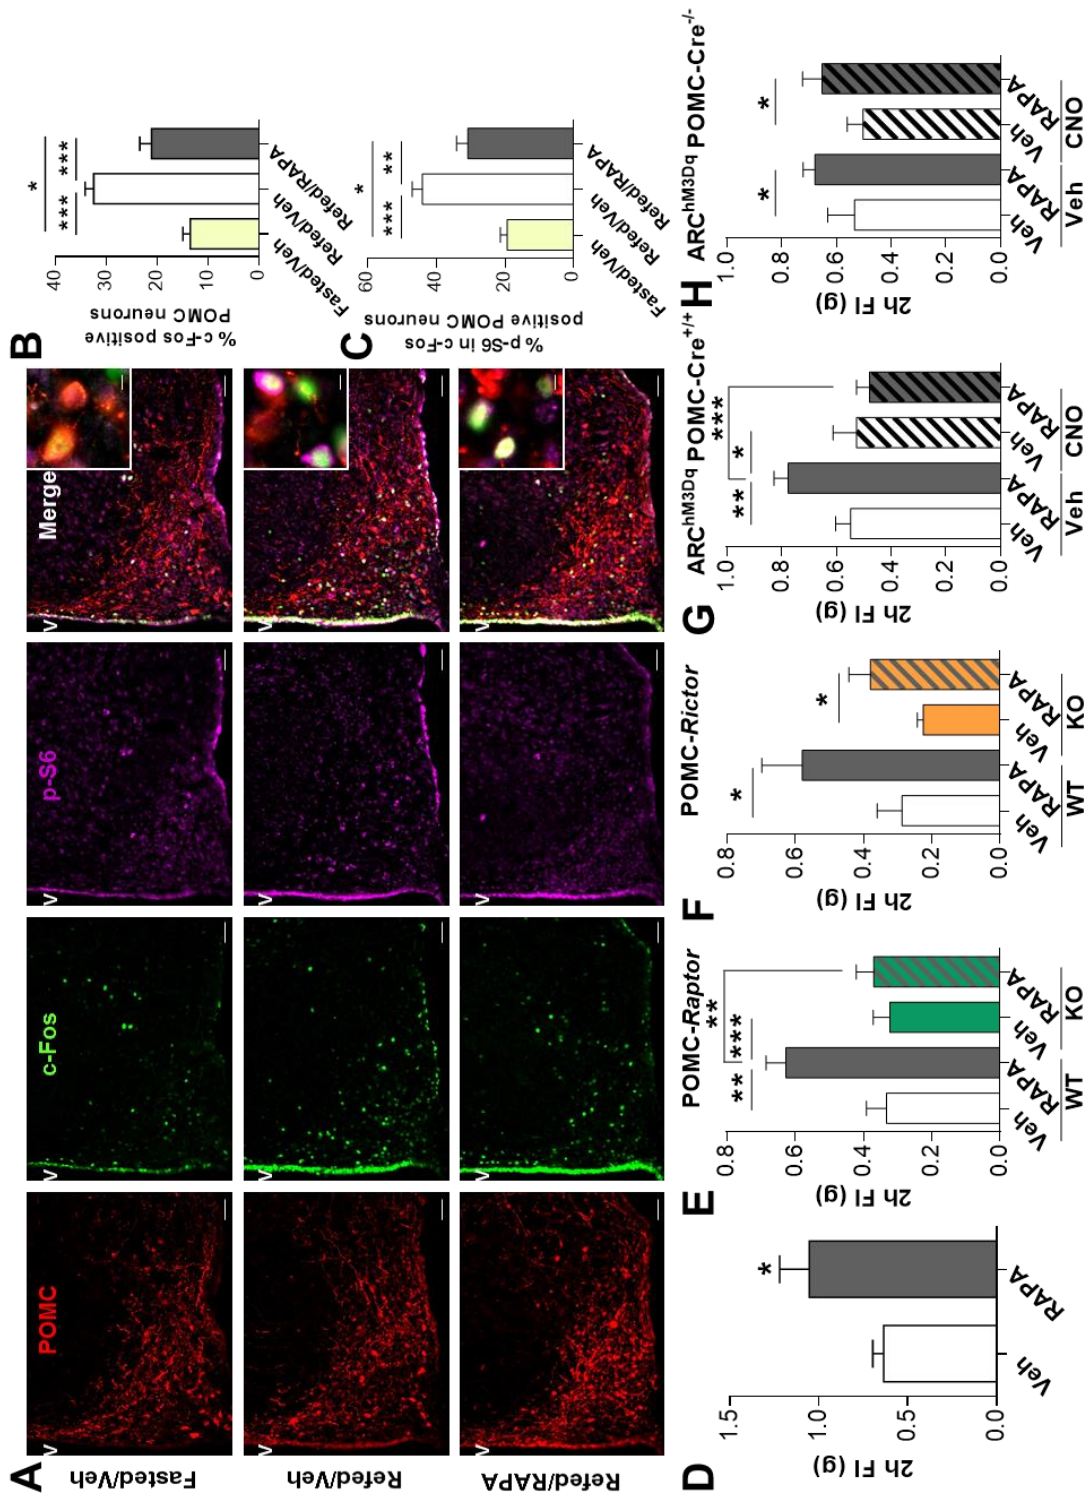 A
POMC
c-Fos
p-S6
Merge
Fasted/Veh
V
V
V
V
Refed/Veh
V
V
V
V
Refed/RAPA
V
V
V
V
B
% c-Fos positive
POMC neurons
40
30
20
10
0
*
***
***
Fasted/Veh
Refed/Veh
Refed/RAPA
C
% p-S6 in c-Fos
positive POMC neurons
60
40
20
0
*
***
**
Fasted/Veh
Refed/Veh
Refed/RAPA
D
2h FI (g)
1.5
1.0
0.5
0.0
*
Veh
RAPA
E
POMC-Raptor
2h FI (g)
0.8
0.6
0.4
0.2
0.0
**
**
***
Veh
RAPA
Veh
RAPA
WT
KO
F
POMC-Rictor
2h FI (g)
0.8
0.6
0.4
0.2
0.0
*
*
Veh
RAPA
Veh
RAPA
WT
KO
G
ARChM3Dq POMC-Cre+/+
2h FI (g)
1.0
0.8
0.6
0.4
0.2
0.0
***
**
*
Veh
RAPA
Veh
RAPA
Veh
CNO
H
ARChM3Dq POMC-Cre-/-
2h FI (g)
1.0
0.8
0.6
0.4
0.2
0.0
*
*
Veh
RAPA
Veh
RAPA
Veh
CNO